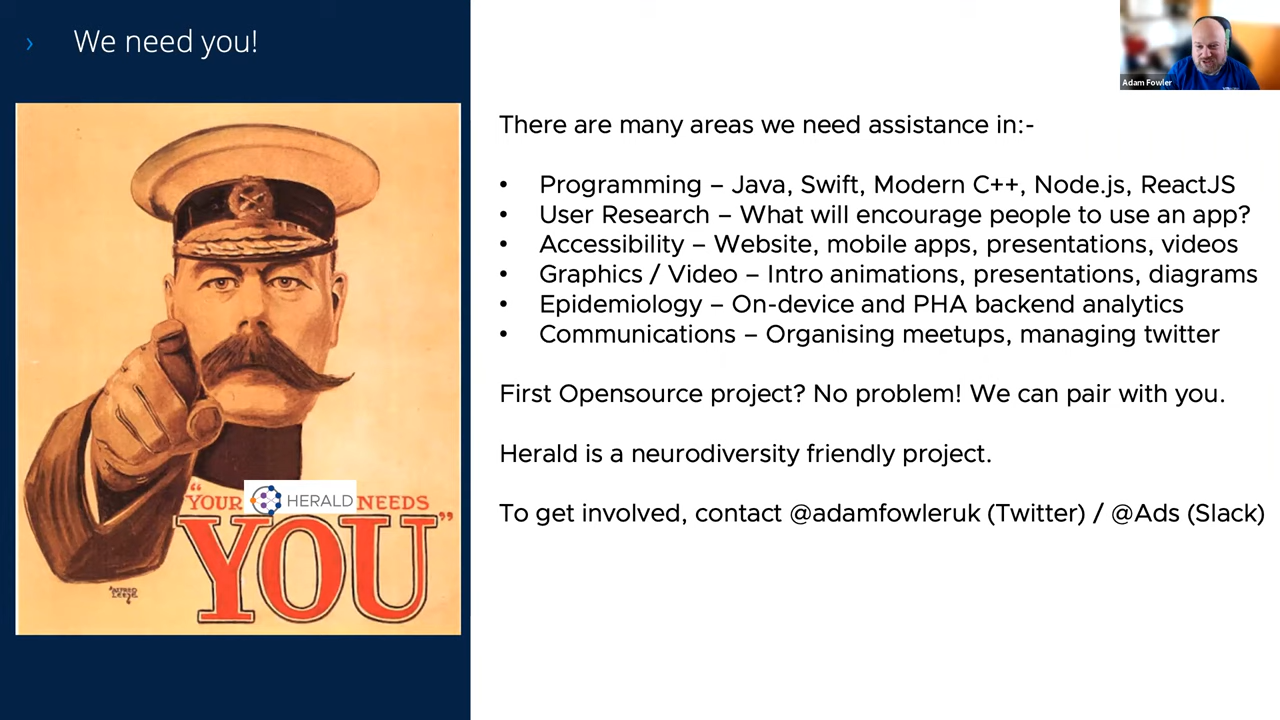 We need you!
Adam Fowler
There are many areas we need assistance in:-
• Programming – Java, Swift, Modern C++, Node.js, ReactJS
• User Research – What will encourage people to use an app?
• Accessibility – Website, mobile apps, presentations, videos
• Graphics / Video – Intro animations, presentations, diagrams
• Epidemiology – On-device and PHA backend analytics
• Communications – Organising meetups, managing twitter
First Opensource project? No problem! We can pair with you.
Herald is a neurodiversity friendly project.
To get involved, contact @adamfowleruk (Twitter) / @Ads (Slack)
“YOUR HERALD NEEDS
YOU”
ALFRED
LEETE